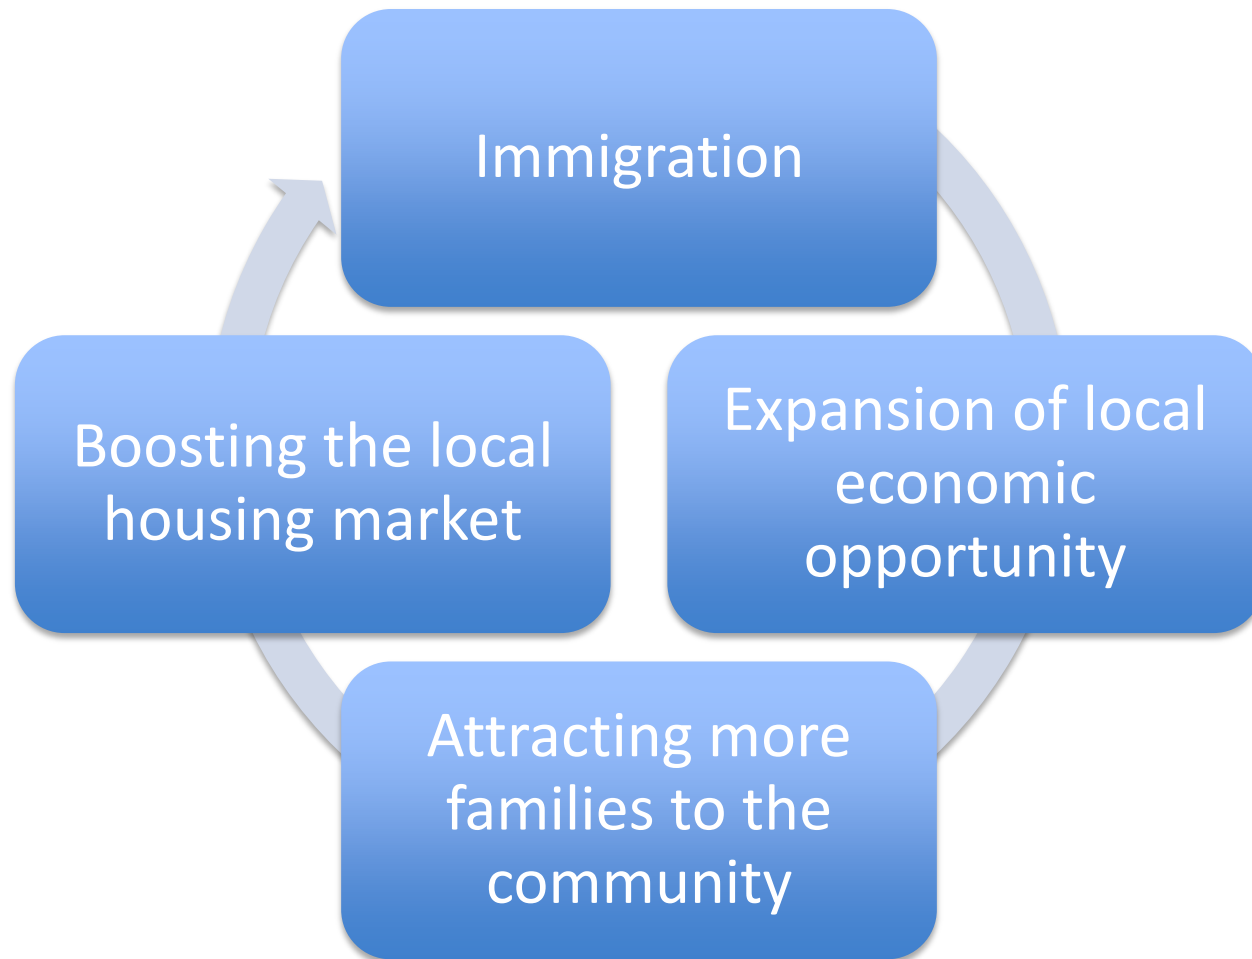 Immigration
Expansion of local
economic
opportunity
Attracting more
families to the
community
Boosting the local
housing market